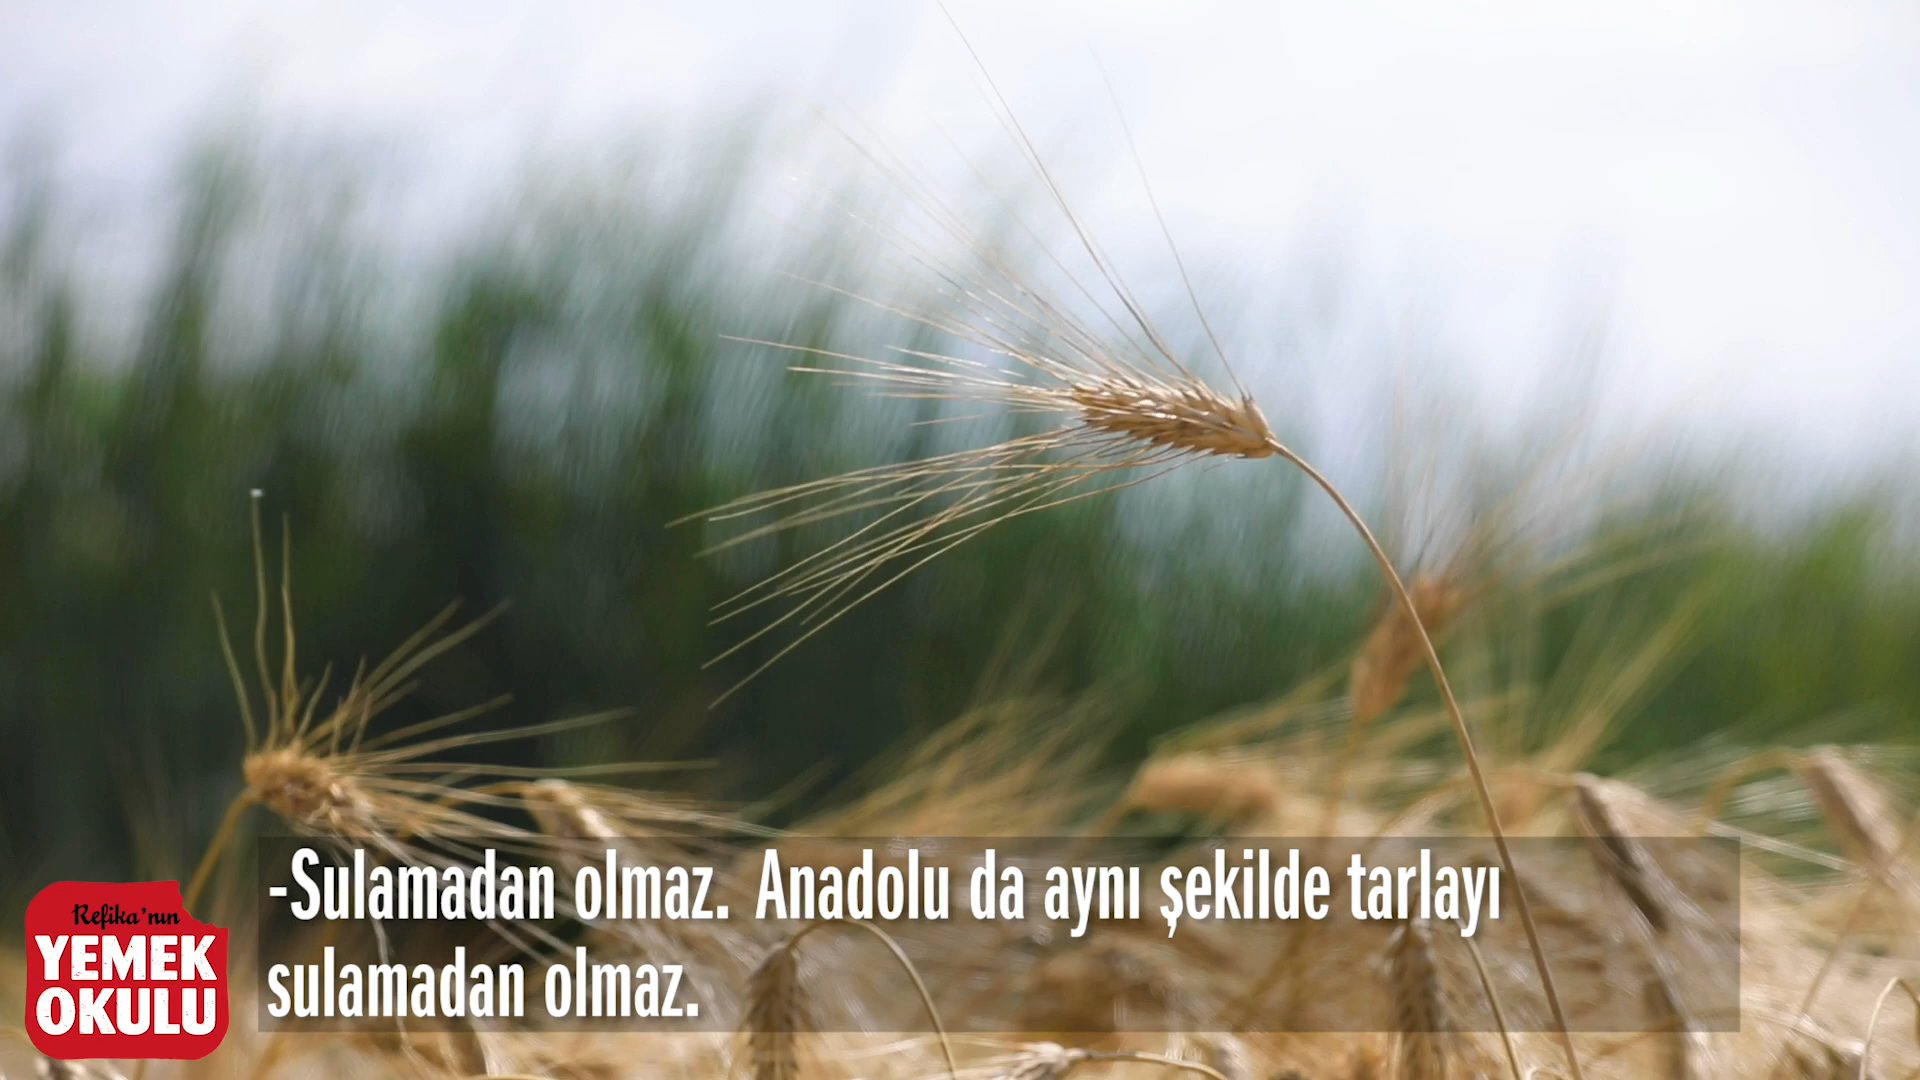 -Sulamadan olmaz. Anadolu da aynı şekilde tarlayı
sulamadan olmaz.
Refika'nın
YEMEK
OKULU